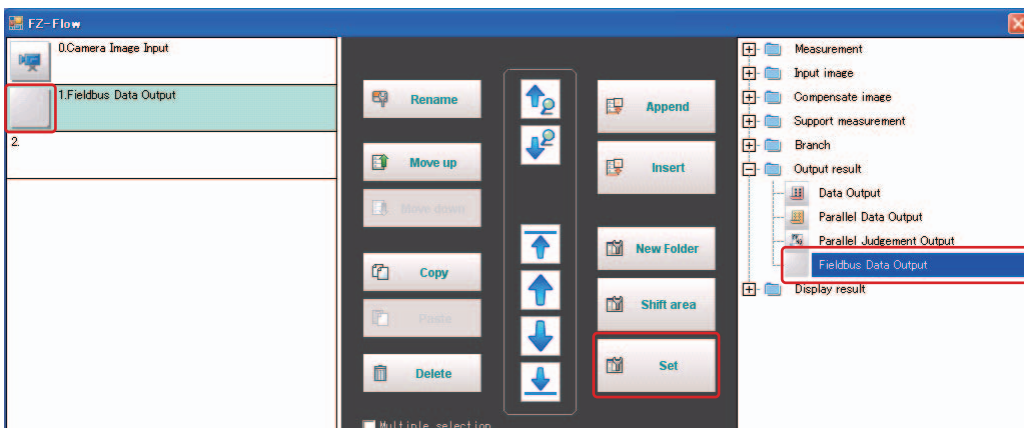 FZ-Flow
0.Camera Image Input
1.Fieldbus Data Output
2.
Rename
Move up
Move down
Copy
Paste
Delete
Multiple selection
Append
Insert
New Folder
Shift area
Set
Measurement
Input image
Compensate image
Support measurement
Branch
Output result
Data Output
Parallel Data Output
Parallel Judgement Output
Fieldbus Data Output
Display result